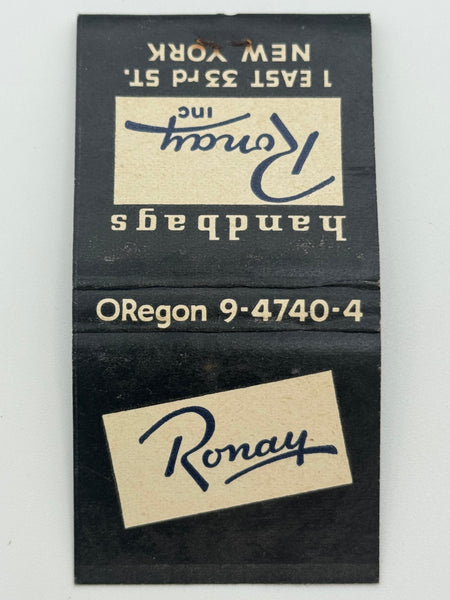 handbags
Ronay
inc
1 EAST 33rd ST.
NEW YORK
ORegon 9-4740-4
Ronay